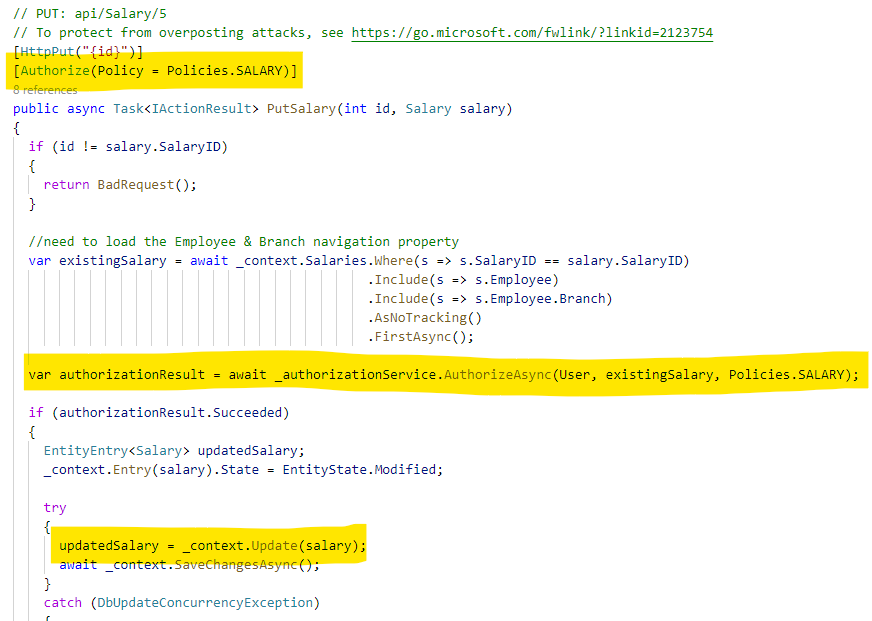 // PUT: api/Salary/5
// To protect from overposting attacks, see https://go.microsoft.com/fwlink/?linkid=2123754
[HttpPut("{id}")]
[Authorize(Policy = Policies.SALARY)]
8 references
public async Task<IActionResult> PutSalary(int id, Salary salary)
{
if (id != salary.SalaryID)
{
return BadRequest();
}
//need to load the Employee & Branch navigation property
var existingSalary = await _context.Salaries.Where(s => s.SalaryID == salary.SalaryID)
.Include(s => s.Employee)
.Include(s => s.Employee.Branch)
.AsNoTracking()
.FirstAsync();
var authorizationResult = await _authorizationService.AuthorizeAsync(User, existingSalary, Policies.SALARY);
if (authorizationResult.Succeeded)
{
EntityEntry<Salary> updatedSalary;
_context.Entry(salary).State = EntityState.Modified;
try
{
updatedSalary = _context.Update(salary);
await _context.SaveChangesAsync();
}
catch (DbUpdateConcurrencyException)
{